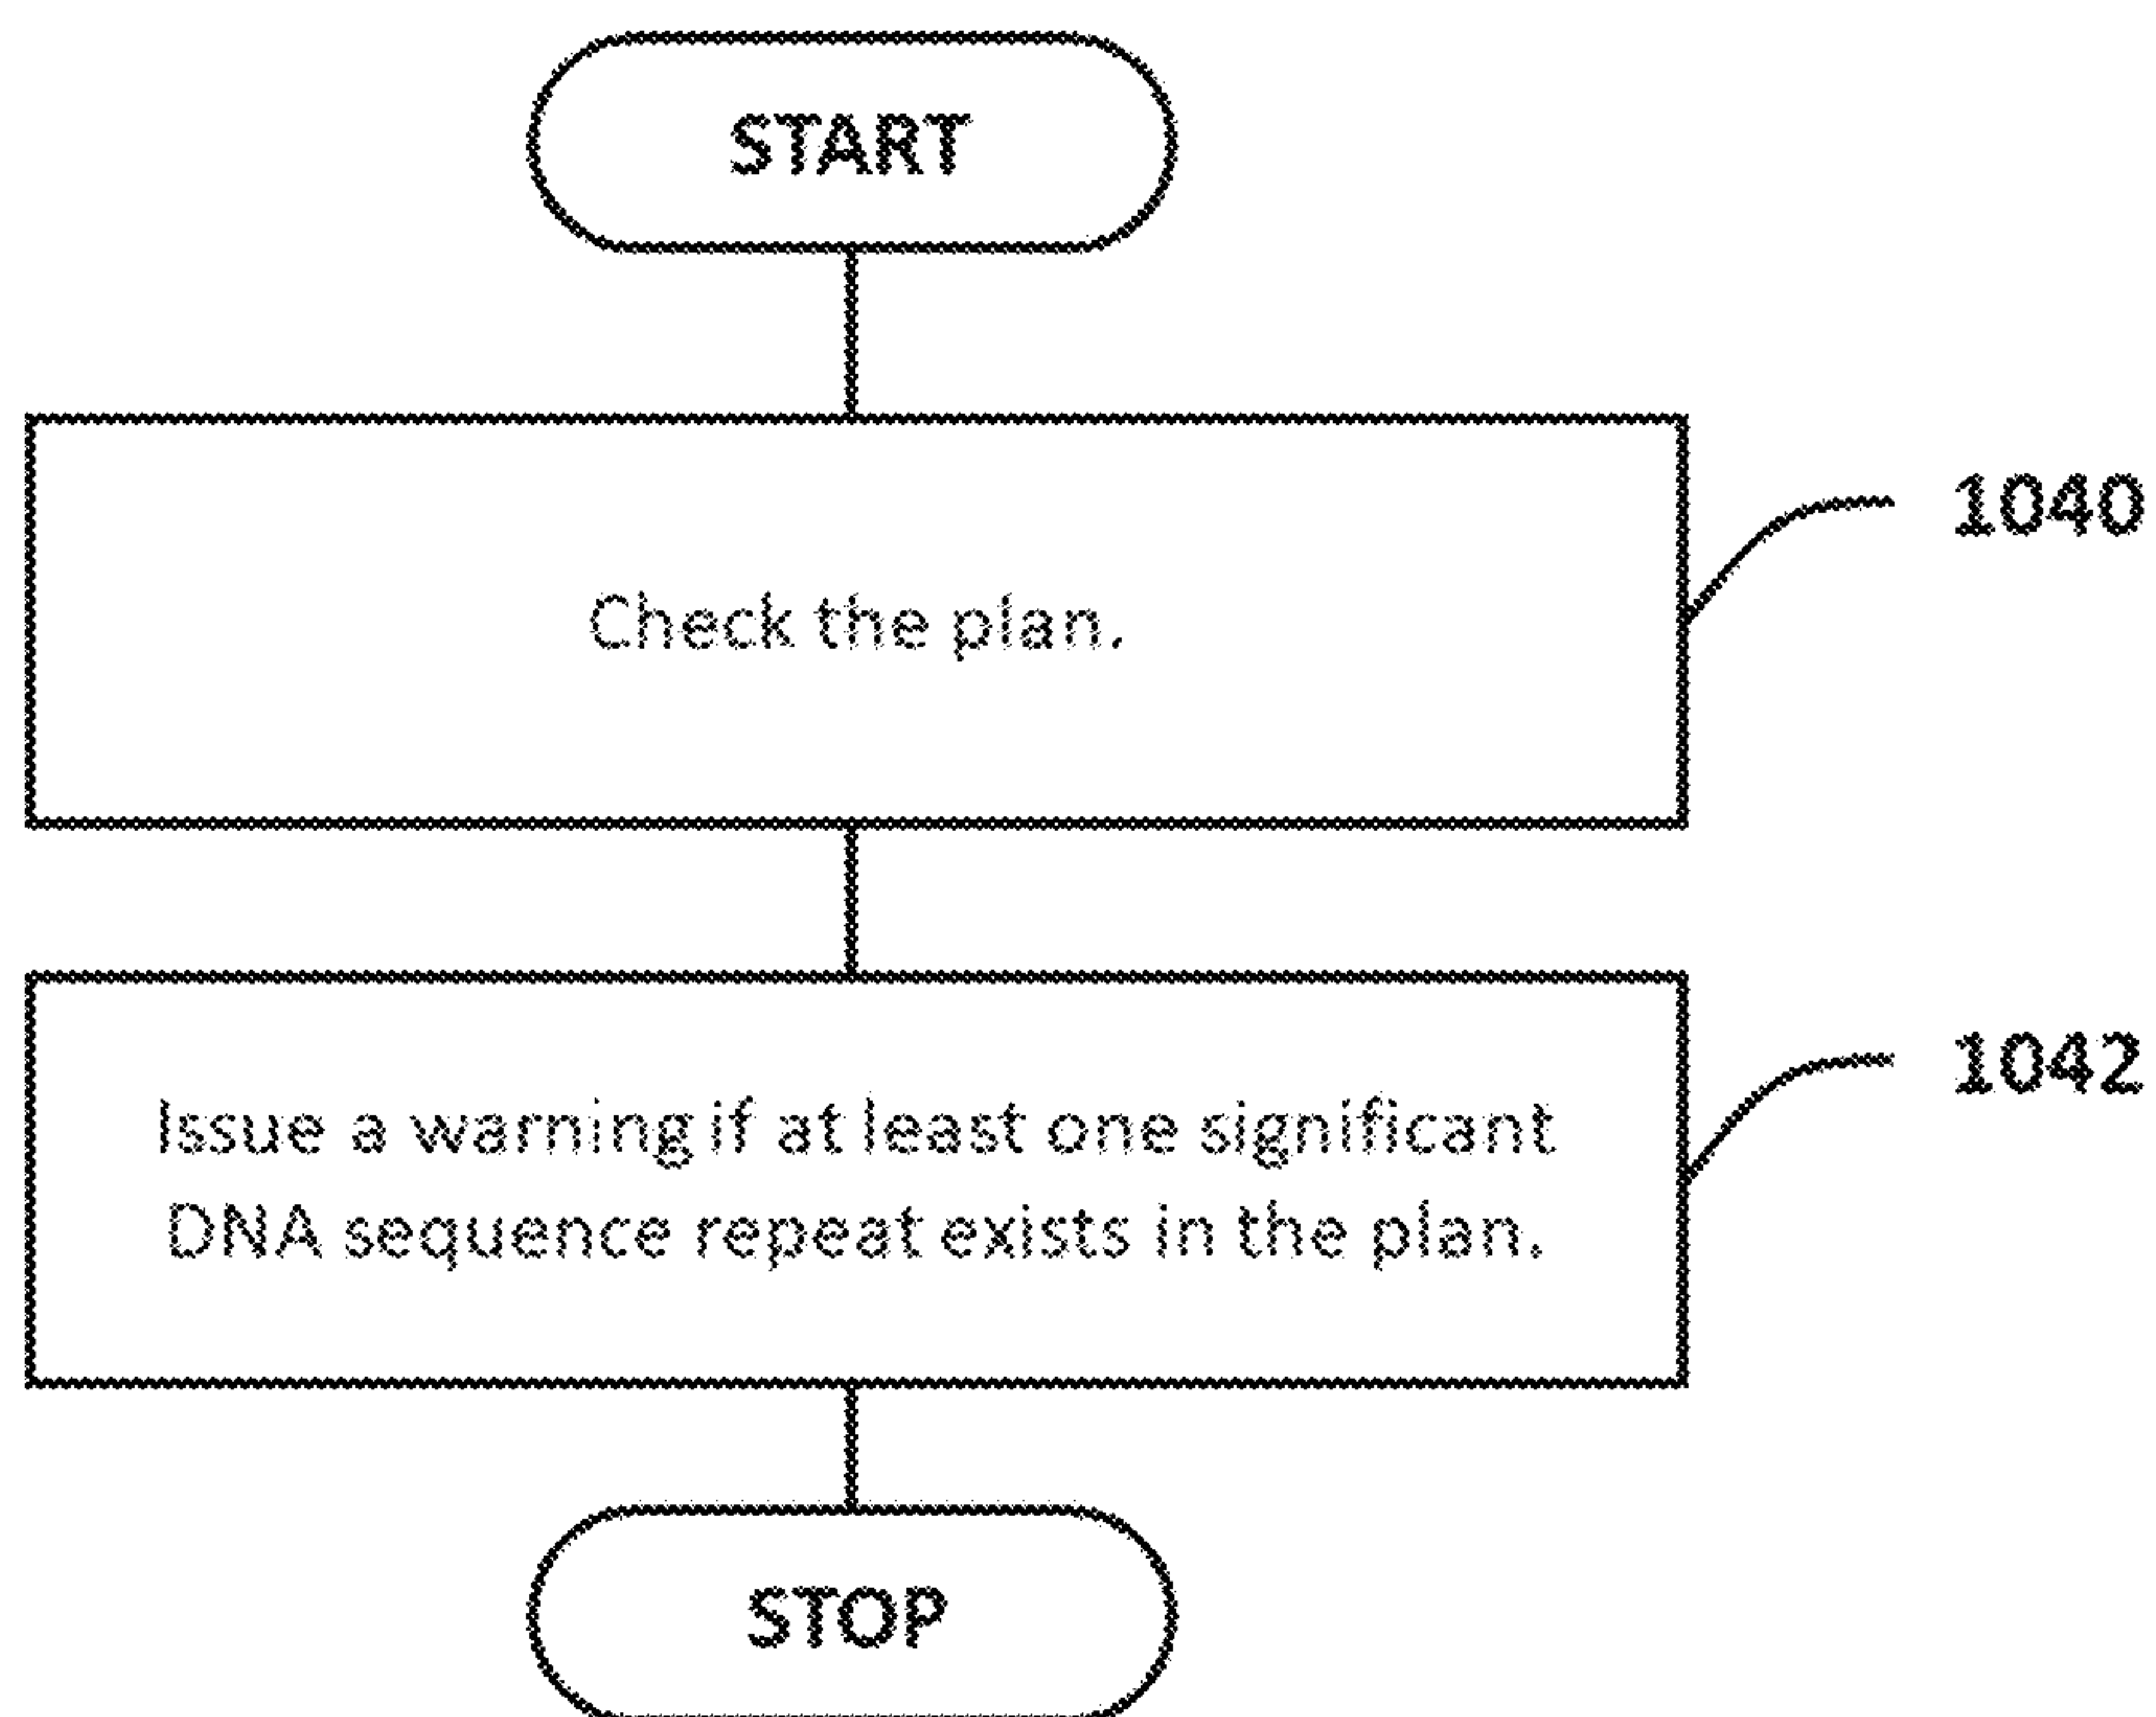 START
Check the plan.
1040
Issue a warning if at least one significant
DNA sequence repeat exists in the plan.
1042
STOP